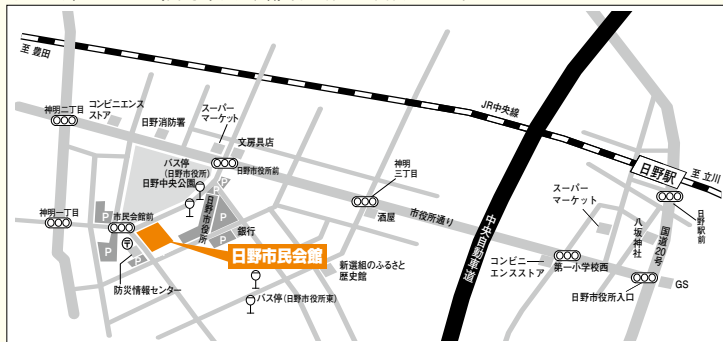 至 豊田
JR中央線
神明二丁目
コンビニエンス
ストア
日野消防署
スーパー
マーケット
文房具店
バス停
(日野市役所)
日野中央公園
日野市役所前
神明
三丁目
日野駅
至 立川
スーパー
マーケット
日野
駅前
神明一丁目
市民会館前
P
P
P
P
P
P
日野市役所
銀行
酒屋
市役所通り
中央自動車道
八坂神社
国道20号
日野市民会館
防災情報センター
新選組のふるさと
歴史館
バス停(日野市役所東)
コンビニ
エンスストア
第一小学校西
日野市役所入口
GS